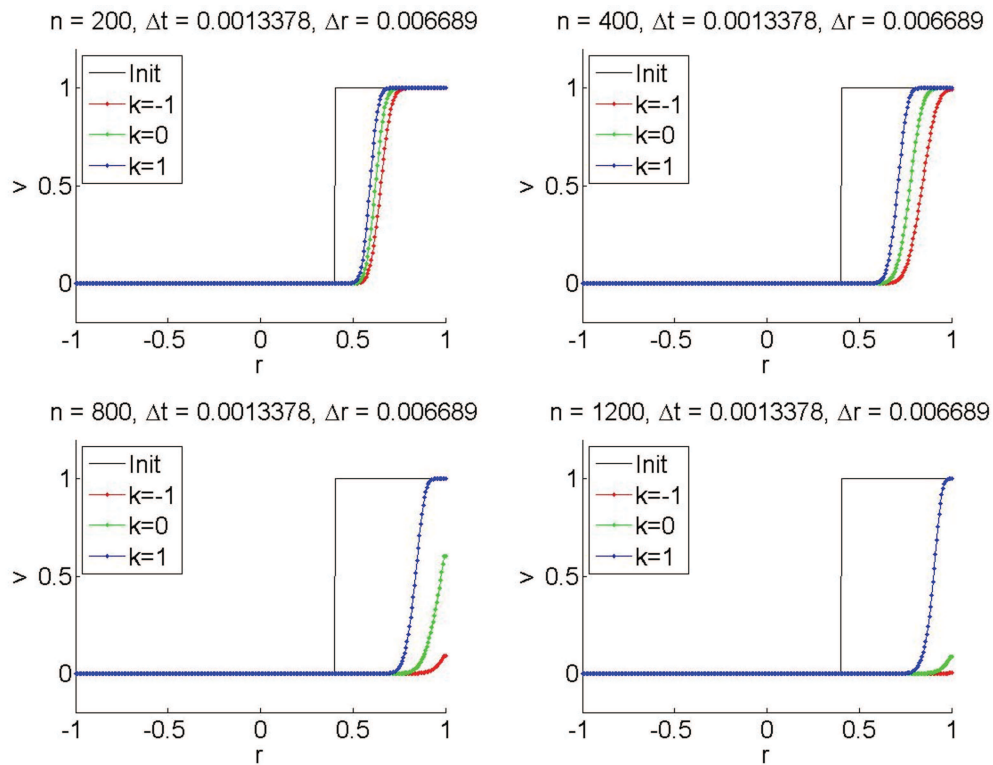 n = 200, Δt = 0.0013378, Δr = 0.006689
Init
k=-1
k=0
k=1
v
1
0.5
0
-1 -0.5 0 0.5 1
r
n = 400, Δt = 0.0013378, Δr = 0.006689
Init
k=-1
k=0
k=1
v
1
0.5
0
-1 -0.5 0 0.5 1
r
n = 800, Δt = 0.0013378, Δr = 0.006689
Init
k=-1
k=0
k=1
v
1
0.5
0
-1 -0.5 0 0.5 1
r
n = 1200, Δt = 0.0013378, Δr = 0.006689
Init
k=-1
k=0
k=1
v
1
0.5
0
-1 -0.5 0 0.5 1
r